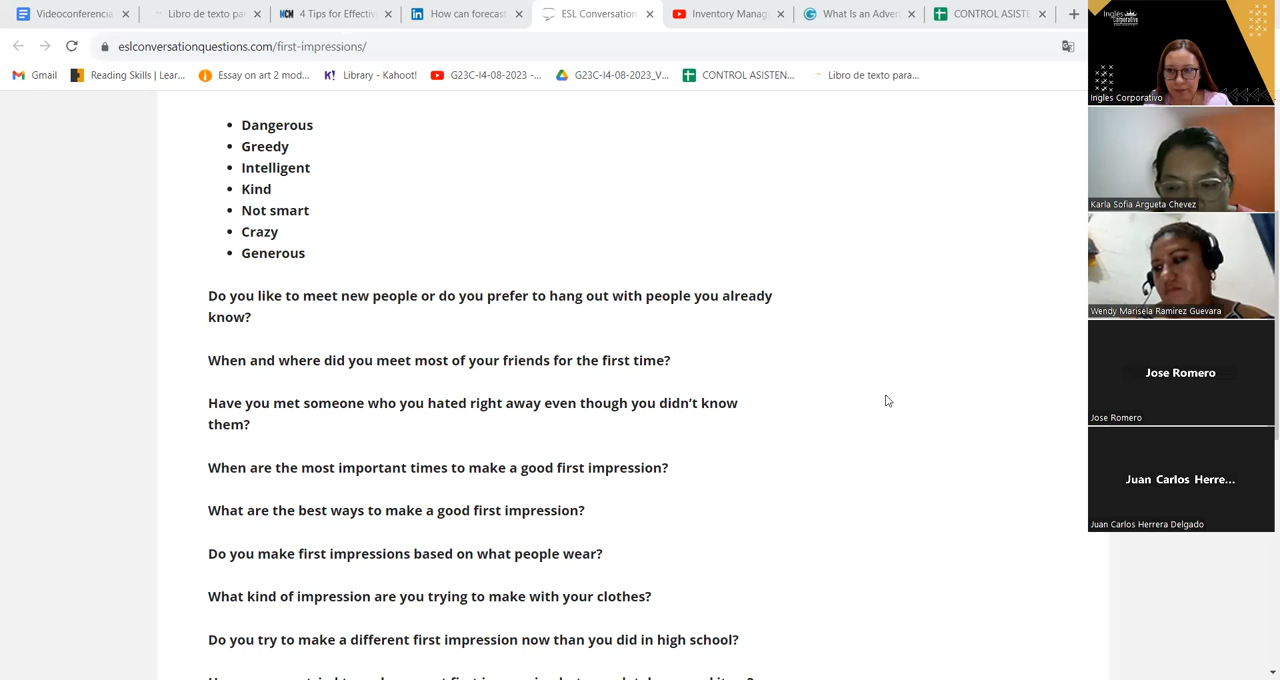 Videoconferencia
Libro de texto pa
4 Tips for Effectiv
How can forecast
ESL Conversation
Inventory Manag
What Is an Adver
CONTROL ASISTE
eslconversationquestions.com/first-impressions/
Gmail
Reading Skills | Lear...
Essay on art 2 mod...
Library - Kahoot!
G23C-I4-08-2023 -...
G23C-I4-08-2023_V...
CONTROL ASISTEN...
Libro de texto para...
• Dangerous
• Greedy
• Intelligent
• Kind
• Not smart
• Crazy
• Generous
Do you like to meet new people or do you prefer to hang out with people you already
know?
When and where did you meet most of your friends for the first time?
Have you met someone who you hated right away even though you didn't know
them?
When are the most important times to make a good first impression?
What are the best ways to make a good first impression?
Do you make first impressions based on what people wear?
What kind of impression are you trying to make with your clothes?
Do you try to make a different first impression now than you did in high school?
Inglés
Corporativo
Ingles Corporativo
Karla Sofia Argueta Chevez
Wendy Marisela Ramirez Guevara
Jose Romero
Jose Romero
Juan Carlos Herre...
Juan Carlos Herrera Delgado